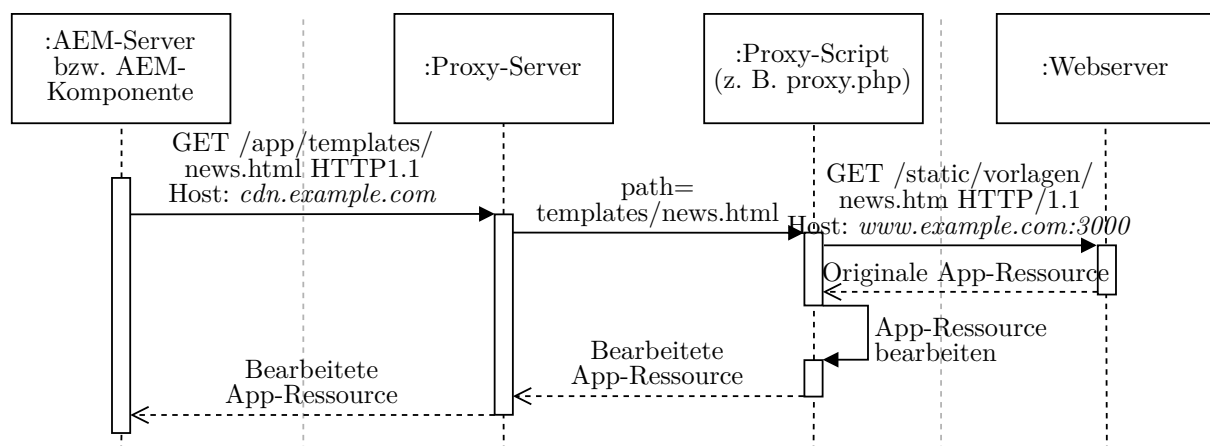 :AEM-Server
bzw. AEM-
Komponente
:Proxy-Server
:Proxy-Script
(z. B. proxy.php)
:Webserver
GET /app/templates/
news.html HTTP1.1
Host: cdn.example.com
path=
templates/news.html
GET /static/vorlagen/
news.htm HTTP/1.1
Host: www.example.com:3000
Originale App-Ressource
App-Ressource
bearbeiten
Bearbeitete
App-Ressource
Bearbeitete
App-Ressource